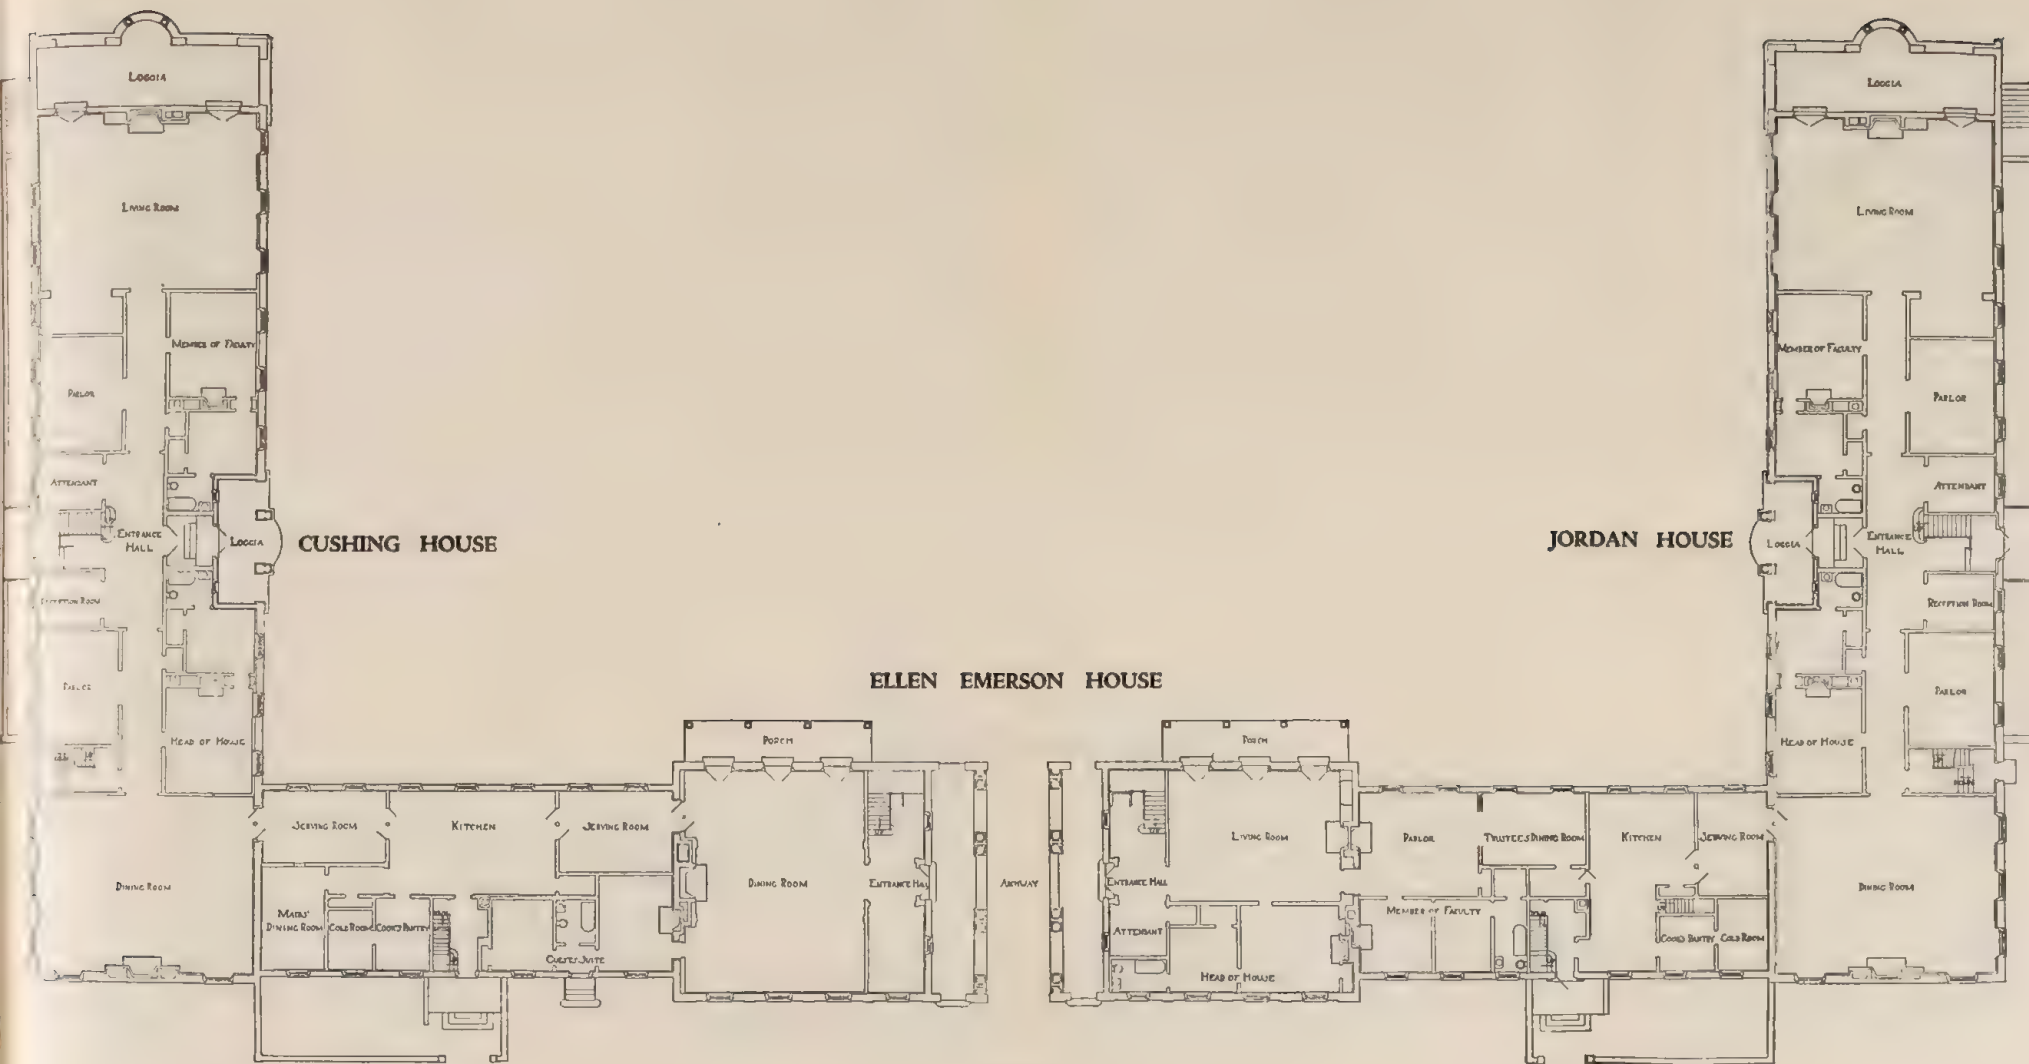 LOGGIA
LIVING ROOM
MEMBER OF FACULTY
PARLOR
ATTENDANT
ENTRANCE
HALL
LOGGIA
CUSHING HOUSE
RECEPTION ROOM
PARLOR
HEAD OF HOUSE
DINING ROOM
SERVING ROOM
KITCHEN
SERVING ROOM
MAIDS'
DINING ROOM
COLD ROOM
COOK'S PANTRY
ELLEN EMERSON HOUSE
PORCH
DINING ROOM
ENTRANCE HALL
ARCHWAY
PORCH
LIVING ROOM
ENTRANCE HALL
ATTENDANT
HEAD OF HOUSE
PARLOR
TRUSTEES DINING ROOM
KITCHEN
SERVING ROOM
MEMBER OF FACULTY
COOK'S PANTRY
COLD ROOM
LOGGIA
LIVING ROOM
MEMBER OF FACULTY
PARLOR
ATTENDANT
JORDAN HOUSE
LOGGIA
ENTRANCE
HALL
RECEPTION ROOM
PARLOR
HEAD OF HOUSE
DINING ROOM